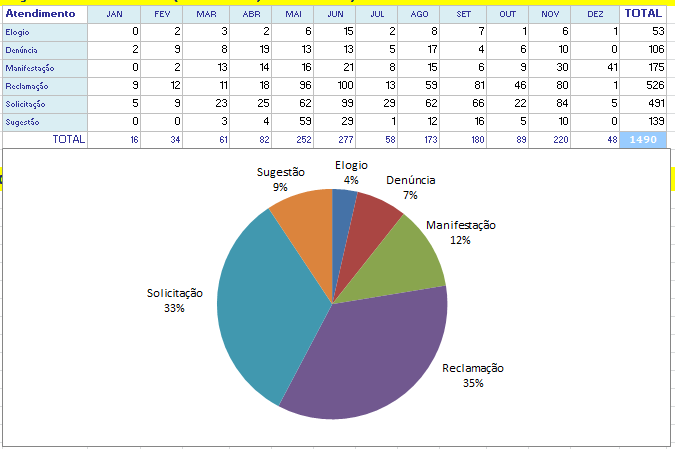 Atendimento JAN FEV MAR ABR MAI JUN JUL AGO SET OUT NOV DEZ TOTAL
Elogio 0 2 3 2 6 15 2 8 7 1 6 1 53
Denúncia 2 9 8 19 13 13 5 17 4 6 10 0 106
Manifestação 0 2 13 14 16 21 8 15 6 9 30 41 175
Reclamação 9 12 11 18 96 100 13 59 81 46 80 1 526
Solicitação 5 9 23 25 62 99 29 62 66 22 84 5 491
Sugestão 0 0 3 4 59 29 1 12 16 5 10 0 139
TOTAL 16 34 61 82 252 277 58 173 180 89 220 48 1490
Elogio
4%
Sugestão
9%
Denúncia
7%
Manifestação
12%
Solicitação
33%
Reclamação
35%